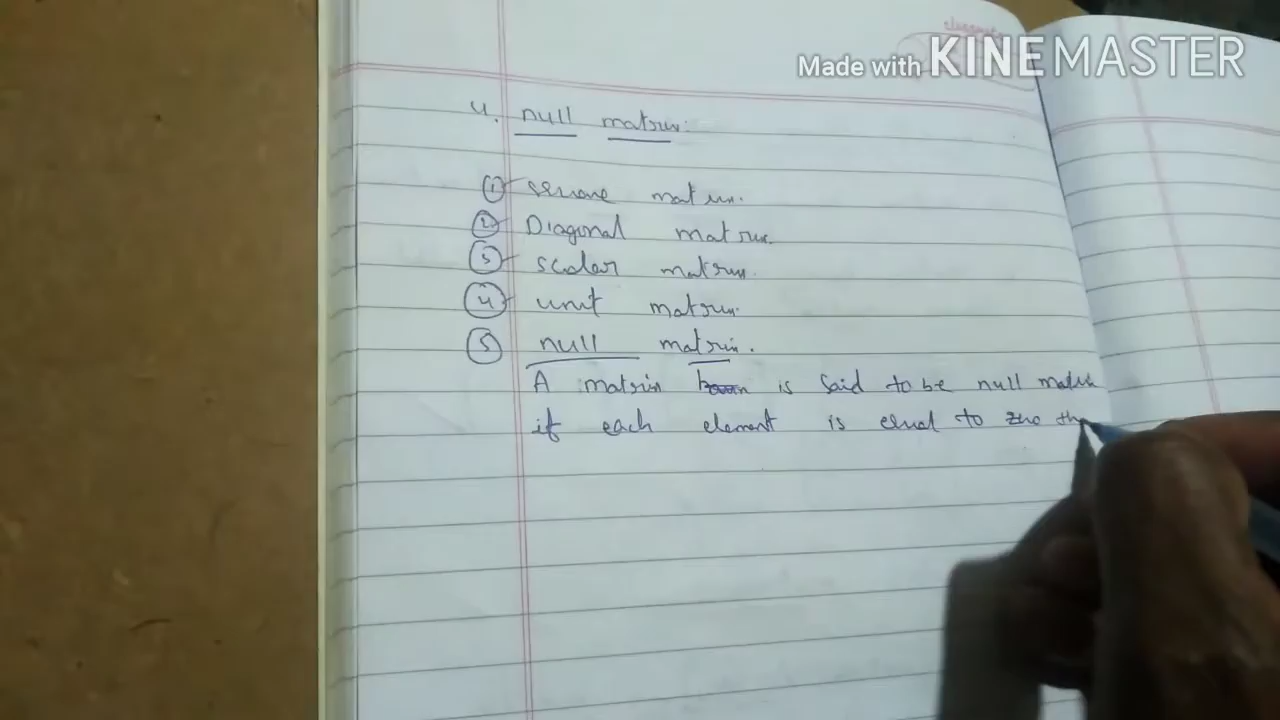 Made with KINEMASTER
4. null matrix.
① square matrix.
② Diagonal matrix.
③ scalar matrix.
④ unit matrix.
⑤ null matrix.
A matrix is said to be null matrix
if each element is equal to zero